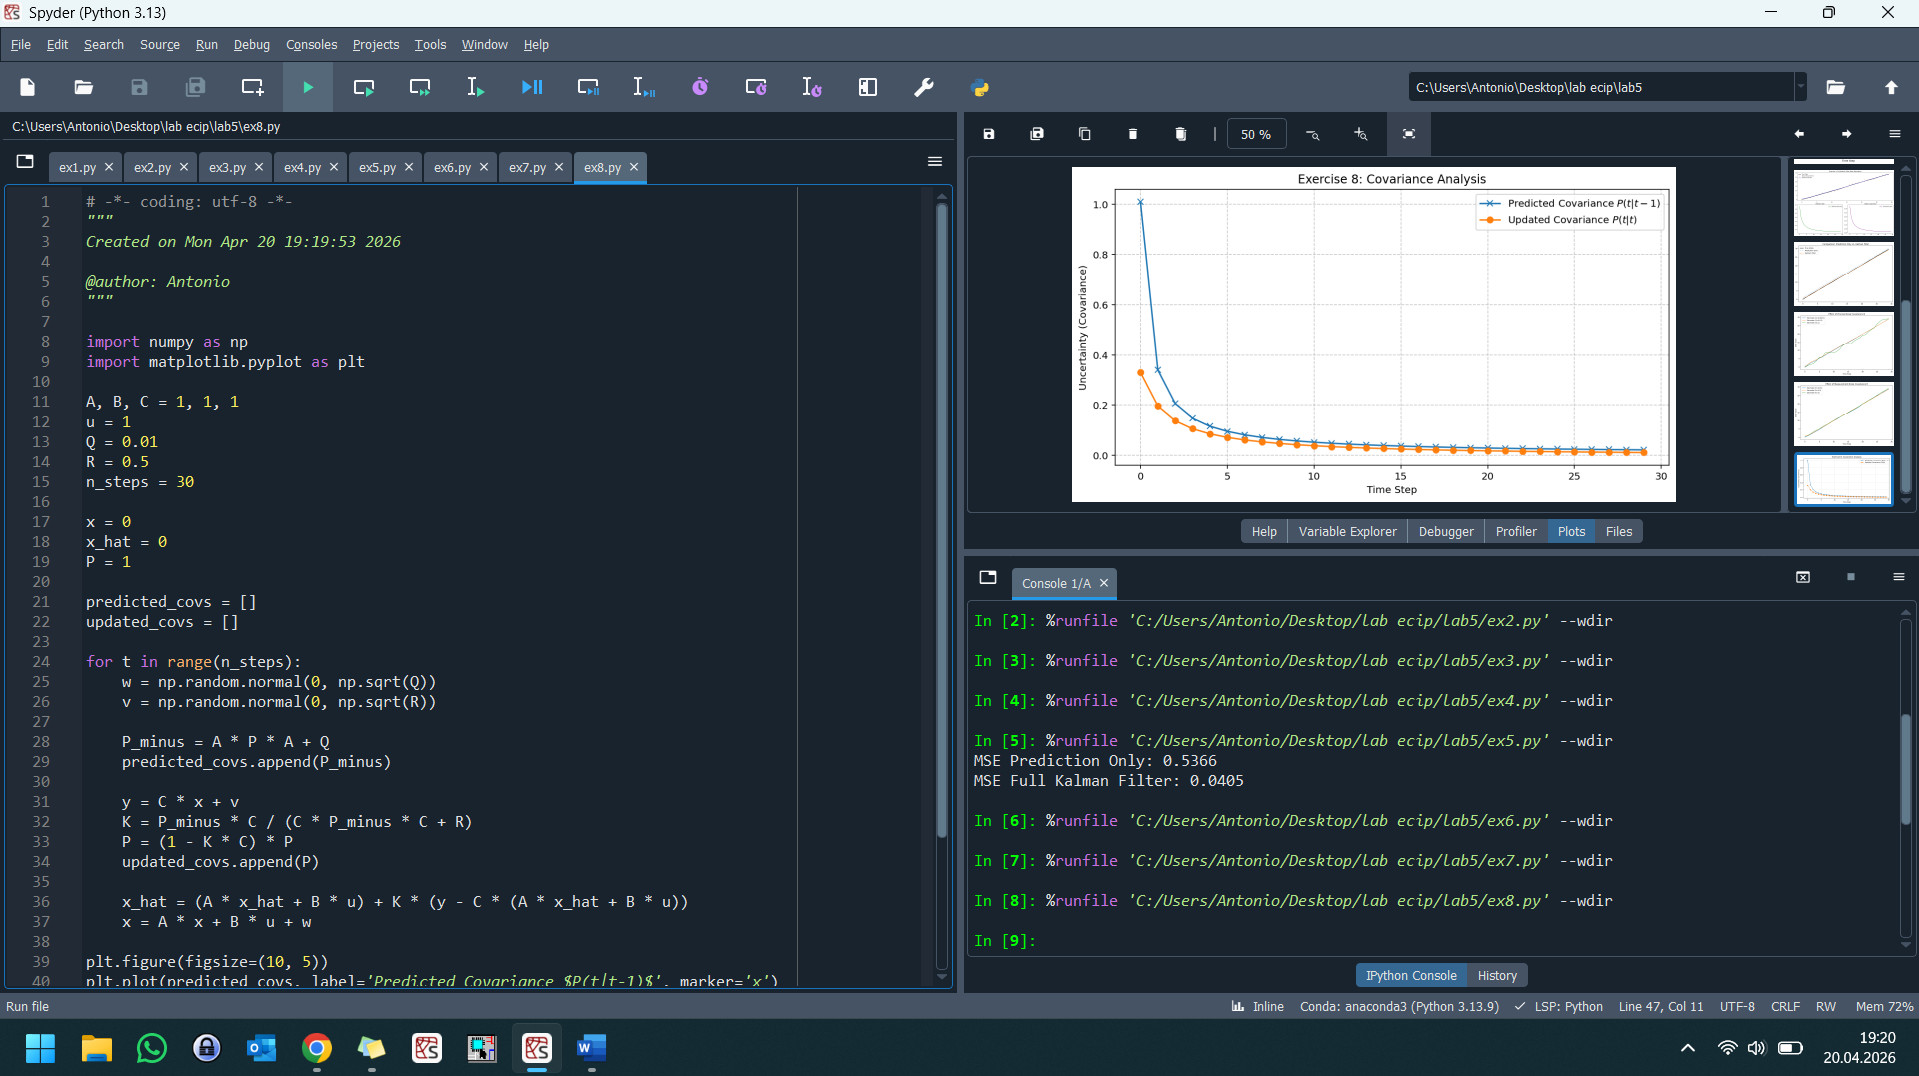 Spyder (Python 3.13)
File Edit Search Source Run Debug Consoles Projects Tools Window Help
C:\Users\Antonio\Desktop\lab ecip\lab5
C:\Users\Antonio\Desktop\lab ecip\lab5\ex8.py
ex1.py ex2.py ex3.py ex4.py ex5.py ex6.py ex7.py ex8.py
1 # -*- coding: utf-8 -*-
2 """
3 Created on Mon Apr 20 19:19:53 2026
4
5 @author: Antonio
6 """
7
8 import numpy as np
9 import matplotlib.pyplot as plt
10
11 A, B, C = 1, 1, 1
12 u = 1
13 Q = 0.01
14 R = 0.5
15 n_steps = 30
16
17 x = 0
18 x_hat = 0
19 P = 1
20
21 predicted_covs = []
22 updated_covs = []
23
24 for t in range(n_steps):
25     w = np.random.normal(0, np.sqrt(Q))
26     v = np.random.normal(0, np.sqrt(R))
27
28     P_minus = A * P * A + Q
29     predicted_covs.append(P_minus)
30
31     y = C * x + v
32     K = P_minus * C / (C * P_minus * C + R)
33     P = (1 - K * C) * P
34     updated_covs.append(P)
35
36     x_hat = (A * x_hat + B * u) + K * (y - C * (A * x_hat + B * u))
37     x = A * x + B * u + w
38
39 plt.figure(figsize=(10, 5))
40 plt.plot(predicted_covs, label='Predicted Covariance $P(t|t-1)$', marker='x')
50 %
Exercise 8: Covariance Analysis
Predicted Covariance P(t|t − 1)
Updated Covariance P(t|t)
Uncertainty (Covariance)
1.0
0.8
0.6
0.4
0.2
0.0
0 5 10 15 20 25 30
Time Step
Help Variable Explorer Debugger Profiler Plots Files
Console 1/A
In [2]: %runfile 'C:/Users/Antonio/Desktop/lab ecip/lab5/ex2.py' --wdir
In [3]: %runfile 'C:/Users/Antonio/Desktop/lab ecip/lab5/ex3.py' --wdir
In [4]: %runfile 'C:/Users/Antonio/Desktop/lab ecip/lab5/ex4.py' --wdir
In [5]: %runfile 'C:/Users/Antonio/Desktop/lab ecip/lab5/ex5.py' --wdir
MSE Prediction Only: 0.5366
MSE Full Kalman Filter: 0.0405
In [6]: %runfile 'C:/Users/Antonio/Desktop/lab ecip/lab5/ex6.py' --wdir
In [7]: %runfile 'C:/Users/Antonio/Desktop/lab ecip/lab5/ex7.py' --wdir
In [8]: %runfile 'C:/Users/Antonio/Desktop/lab ecip/lab5/ex8.py' --wdir
In [9]:
IPython Console History
Run file
Inline Conda: anaconda3 (Python 3.13.9) LSP: Python Line 47, Col 11 UTF-8 CRLF RW Mem 72%
19:20
20.04.2026